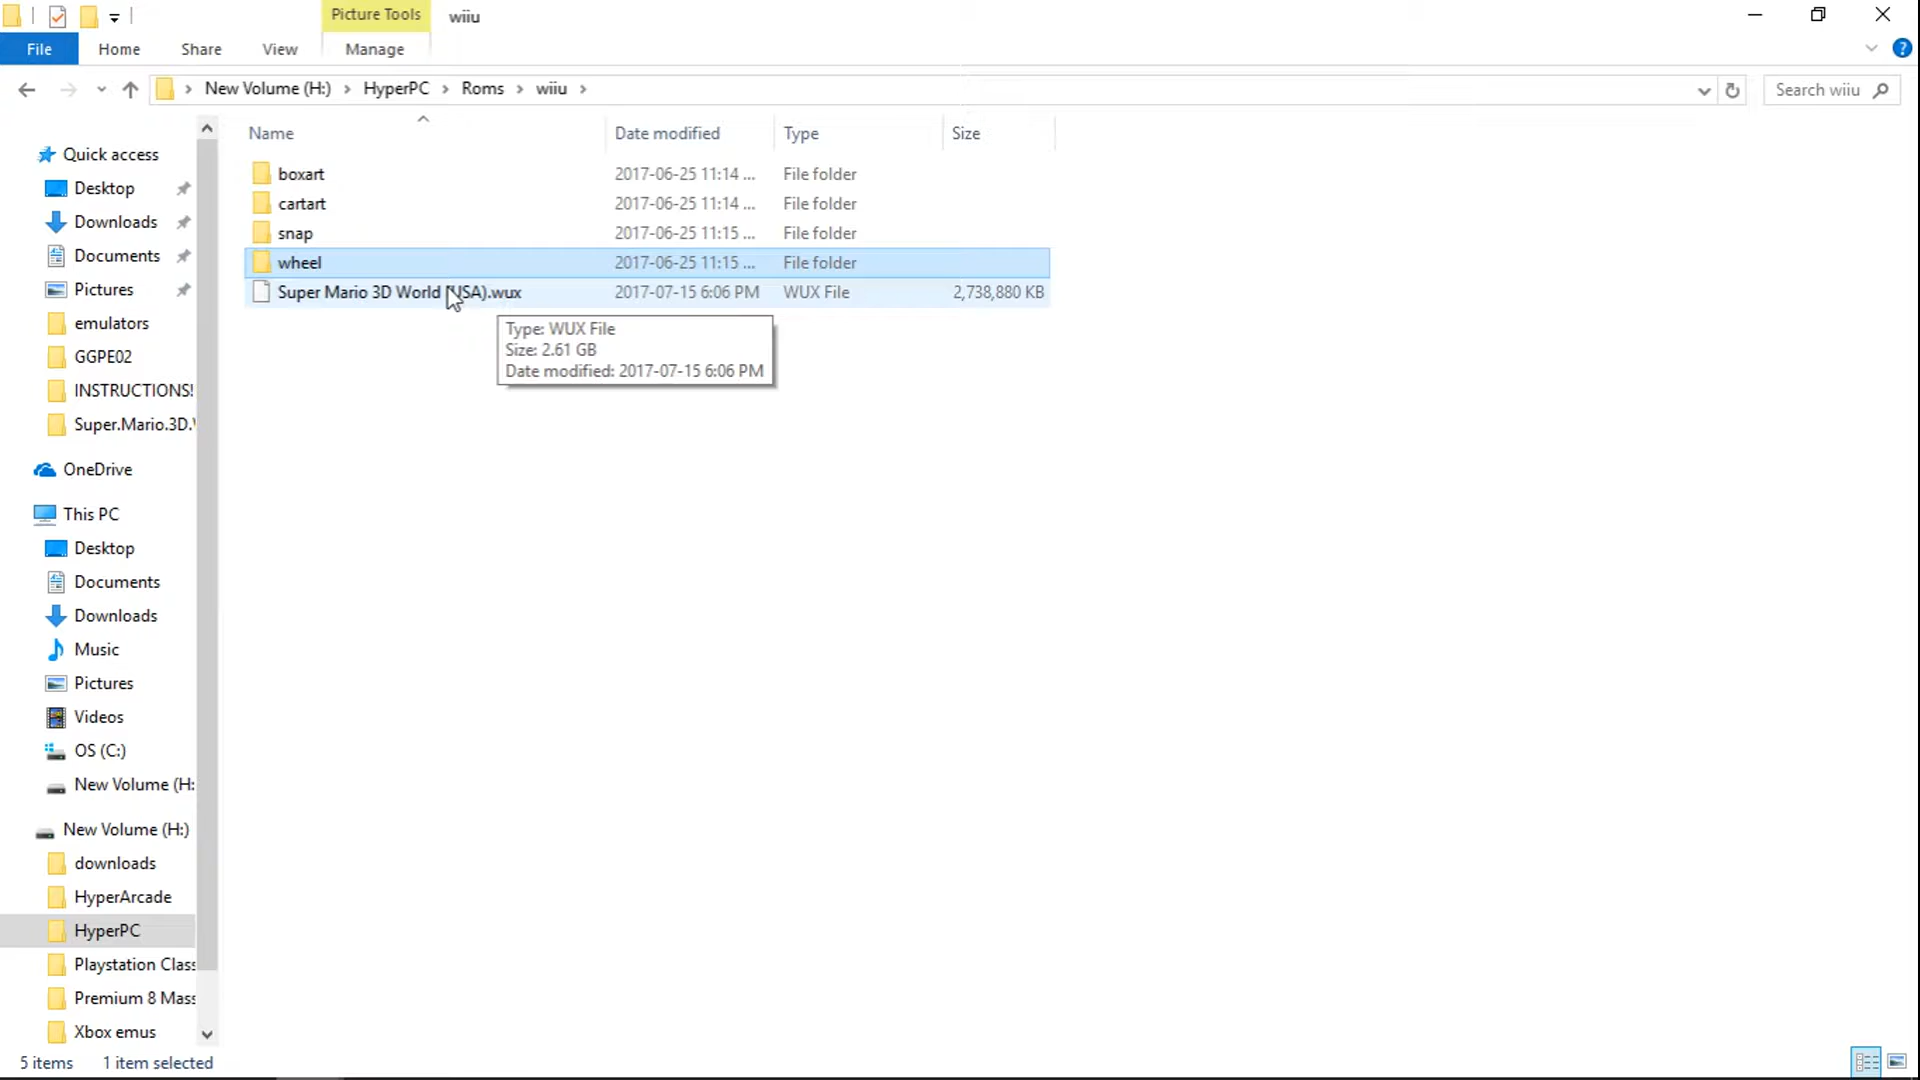 Picture Tools
wiiu
File
Home
Share
View
Manage
New Volume (H:) > HyperPC > Roms > wiiu >
Search wiiu
Name
Date modified
Type
Size
Quick access
Desktop
Downloads
Documents
Pictures
emulators
GGPE02
INSTRUCTIONS!
Super.Mario.3D.
OneDrive
This PC
Desktop
Documents
Downloads
Music
Pictures
Videos
OS (C:)
New Volume (H:
New Volume (H:)
downloads
HyperArcade
HyperPC
Playstation Class
Premium 8 Mass
Xbox emus
boxart 2017-06-25 11:14 ... File folder
cartart 2017-06-25 11:14 ... File folder
snap 2017-06-25 11:15 ... File folder
wheel 2017-06-25 11:15 ... File folder
Super Mario 3D World (USA).wux 2017-07-15 6:06 PM WUX File 2,738,880 KB
Type: WUX File
Size: 2.61 GB
Date modified: 2017-07-15 6:06 PM
5 items 1 item selected